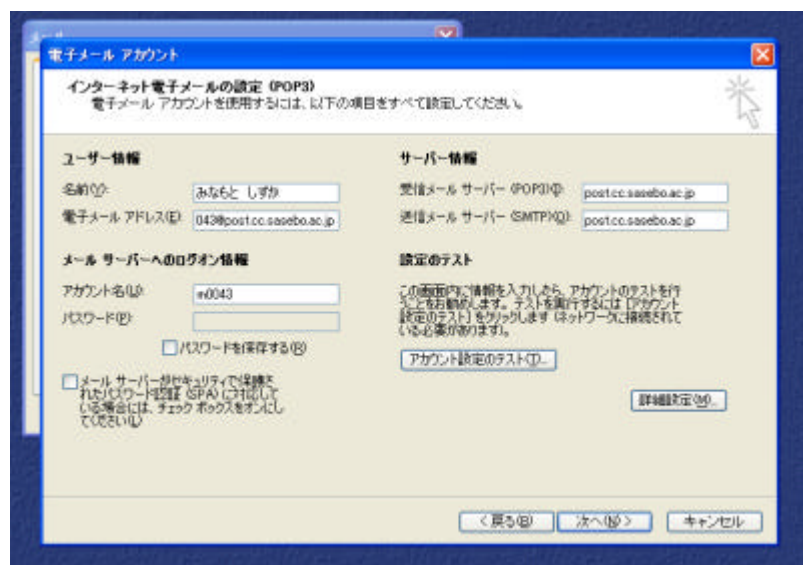 電子メール アカウント
インターネット電子メールの設定 (POP3)
電子メール アカウントを使用するには、以下の項目をすべて設定してください。
ユーザー情報
名前(Y):
みなもと しずか
電子メール アドレス(E):
043@post.cc.sasebo.ac.jp
メール サーバーへのログオン情報
アカウント名(U):
m0043
パスワード(P):
パスワードを保存する(R)
メール サーバーがセキュリティで保護さ
れたパスワード認証 (SPA) に対応して
いる場合には、チェック ボックスをオンにし
てください(L)
サーバー情報
受信メール サーバー (POP3)(I):
post.cc.sasebo.ac.jp
送信メール サーバー (SMTP)(O):
post.cc.sasebo.ac.jp
設定のテスト
この画面内に情報を入力したら、アカウントのテストを行
うことをお勧めします。テストを実行するには [アカウント
設定のテスト] をクリックします (ネットワークに接続されて
いる必要があります)。
アカウント設定のテスト(T)...
詳細設定(M)...
< 戻る(B)
次へ(N) >
キャンセル